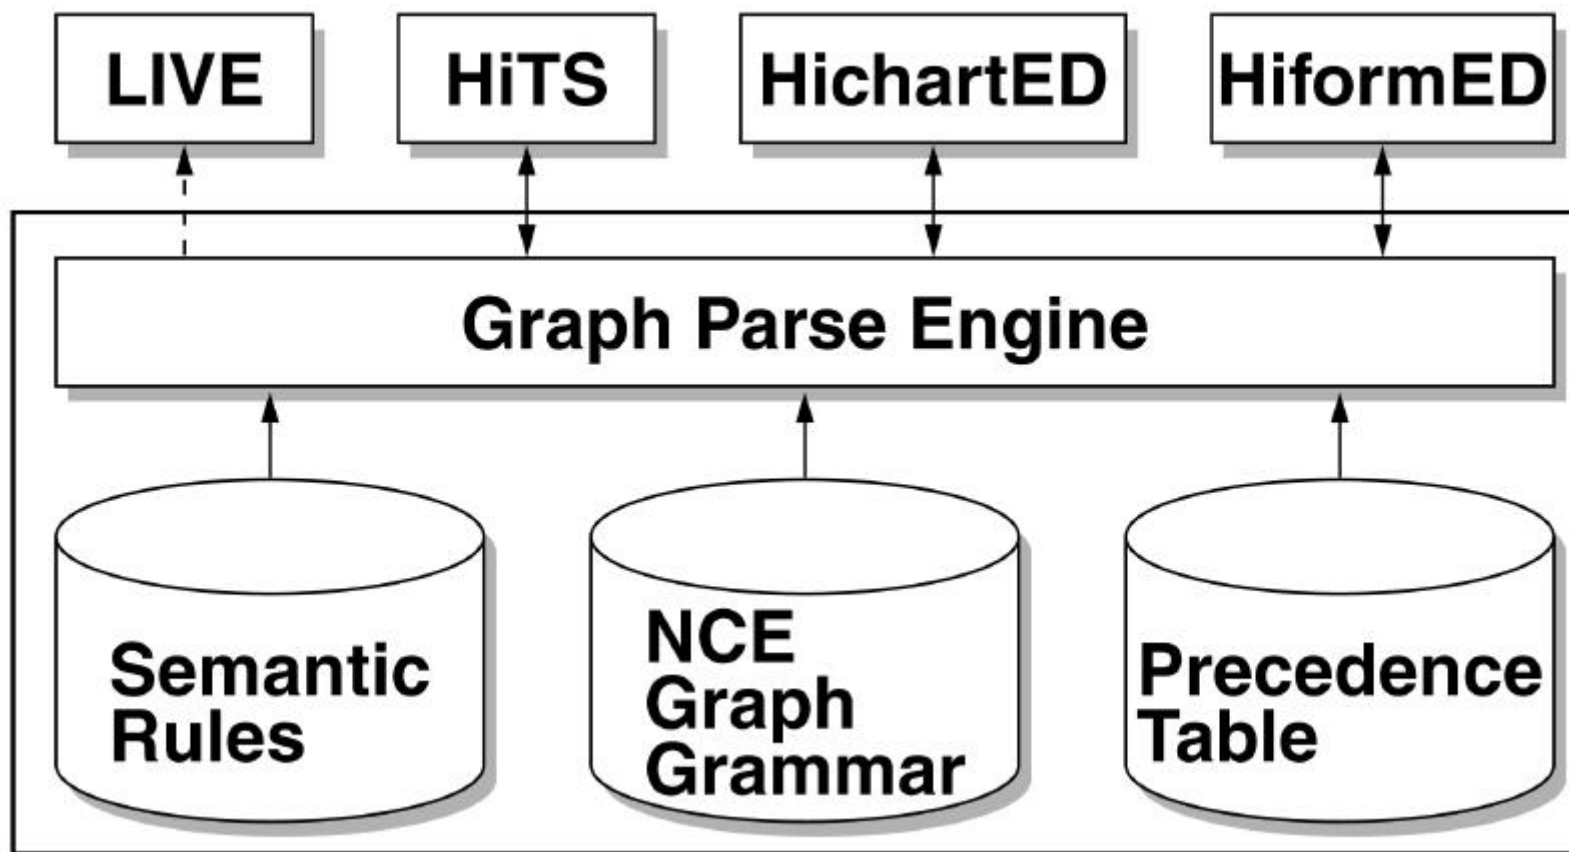 LIVE
HiTS
HichartED
HiformED
Graph Parse Engine
Semantic
Rules
NCE
Graph
Grammar
Precedence
Table